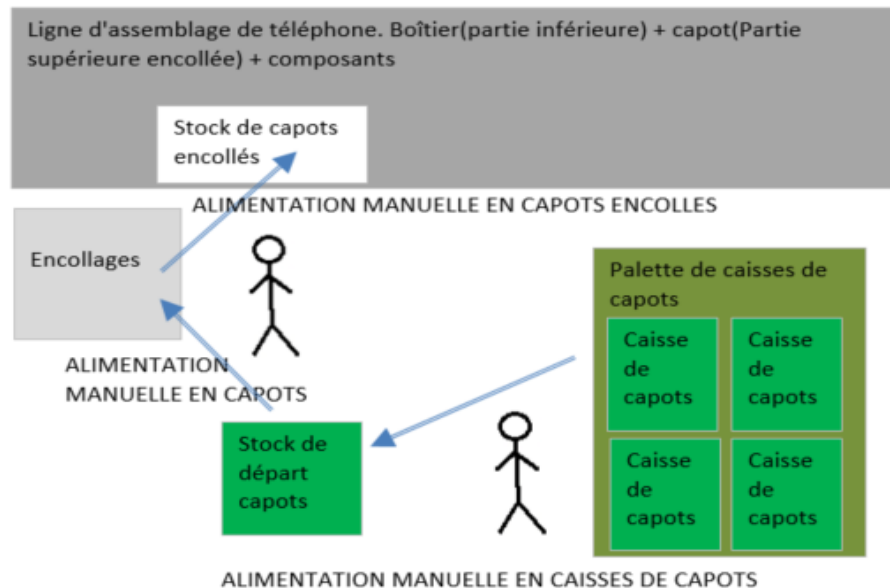 Ligne d'assemblage de téléphone. Boîtier(partie inférieure) + capot(Partie
supérieure encollée) + composants
Stock de capots
encollés
ALIMENTATION MANUELLE EN CAPOTS ENCOLLES
Encollages
Palette de caisses de
capots
Caisse
de
capots
Caisse
de
capots
ALIMENTATION
MANUELLE EN CAPOTS
Stock de
départ
capots
Caisse
de
capots
Caisse
de
capots
ALIMENTATION MANUELLE EN CAISSES DE CAPOTS